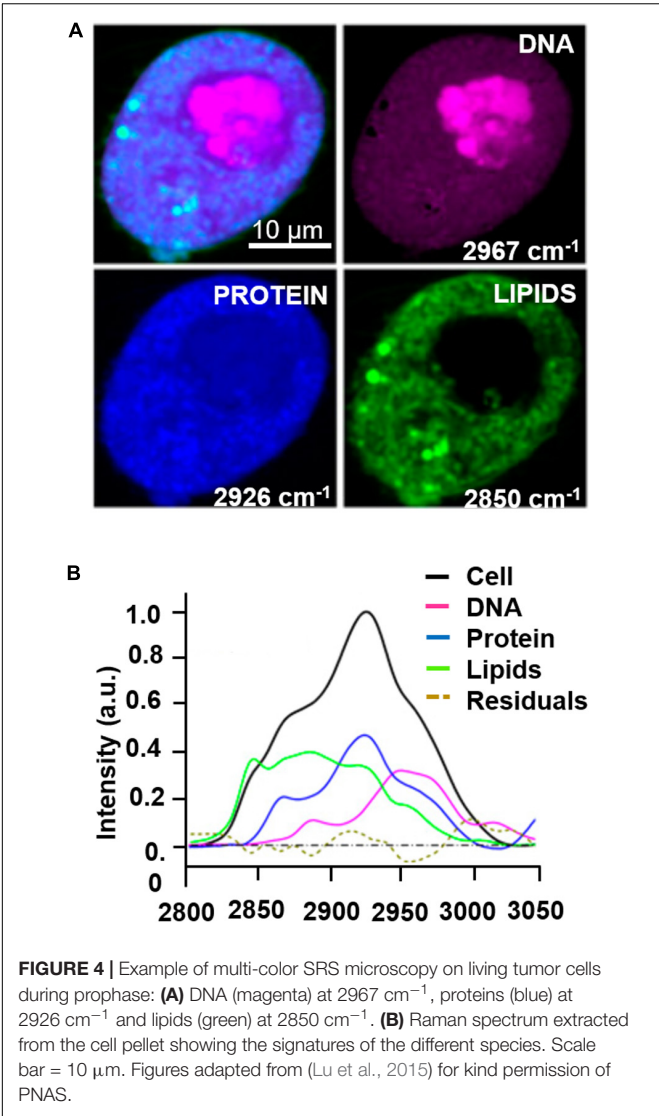 A
DNA
10 µm
2967 cm⁻¹
PROTEIN
LIPIDS
2926 cm⁻¹
2850 cm⁻¹
B
Cell
DNA
Protein
Lipids
Residuals
Intensity (a.u.)
1.0
0.8
0.6
0.4
0.2
0.
0
2800 2850 2900 2950 3000 3050
FIGURE 4 | Example of multi-color SRS microscopy on living tumor cells
during prophase: (A) DNA (magenta) at 2967 cm⁻¹, proteins (blue) at
2926 cm⁻¹ and lipids (green) at 2850 cm⁻¹. (B) Raman spectrum extracted
from the cell pellet showing the signatures of the different species. Scale
bar = 10 µm. Figures adapted from (Lu et al., 2015) for kind permission of
PNAS.